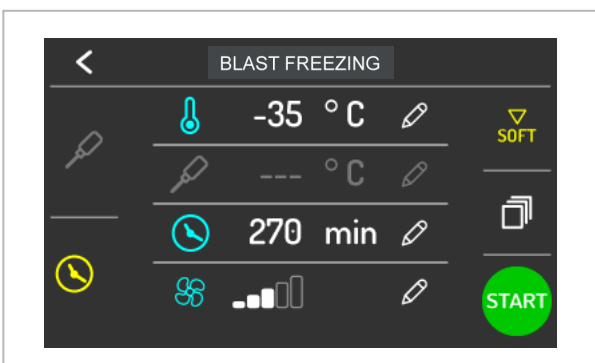 BLAST FREEZING
-35 °C
SOFT
--- °C
270 min
START